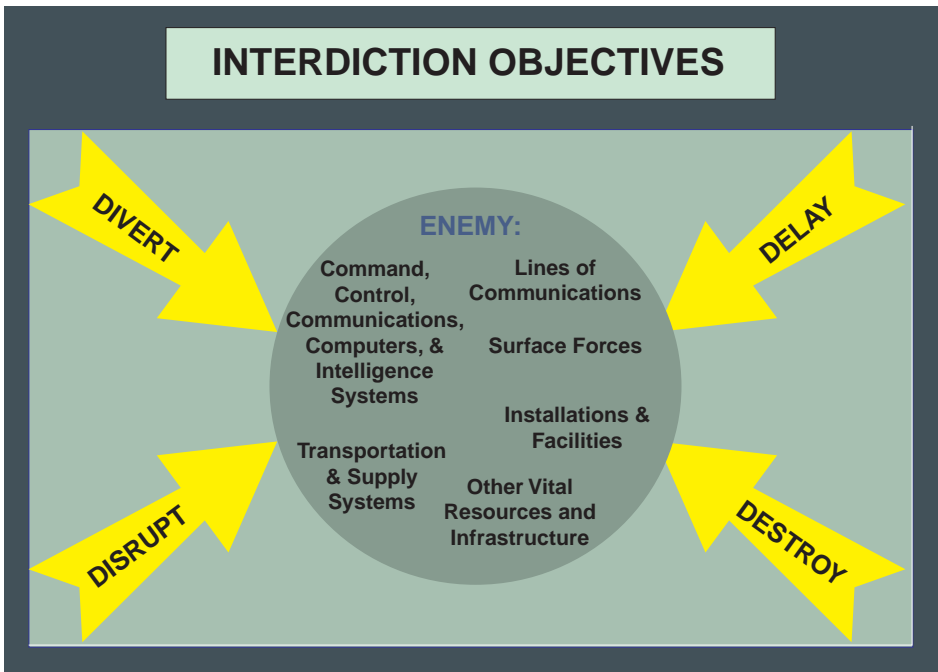 INTERDICTION OBJECTIVES
DIVERT
DELAY
ENEMY:
Command,
Control,
Communications,
Computers, &
Intelligence
Systems
Lines of
Communications
Surface Forces
Installations &
Facilities
Transportation
& Supply
Systems
Other Vital
Resources and
Infrastructure
DISRUPT
DESTROY